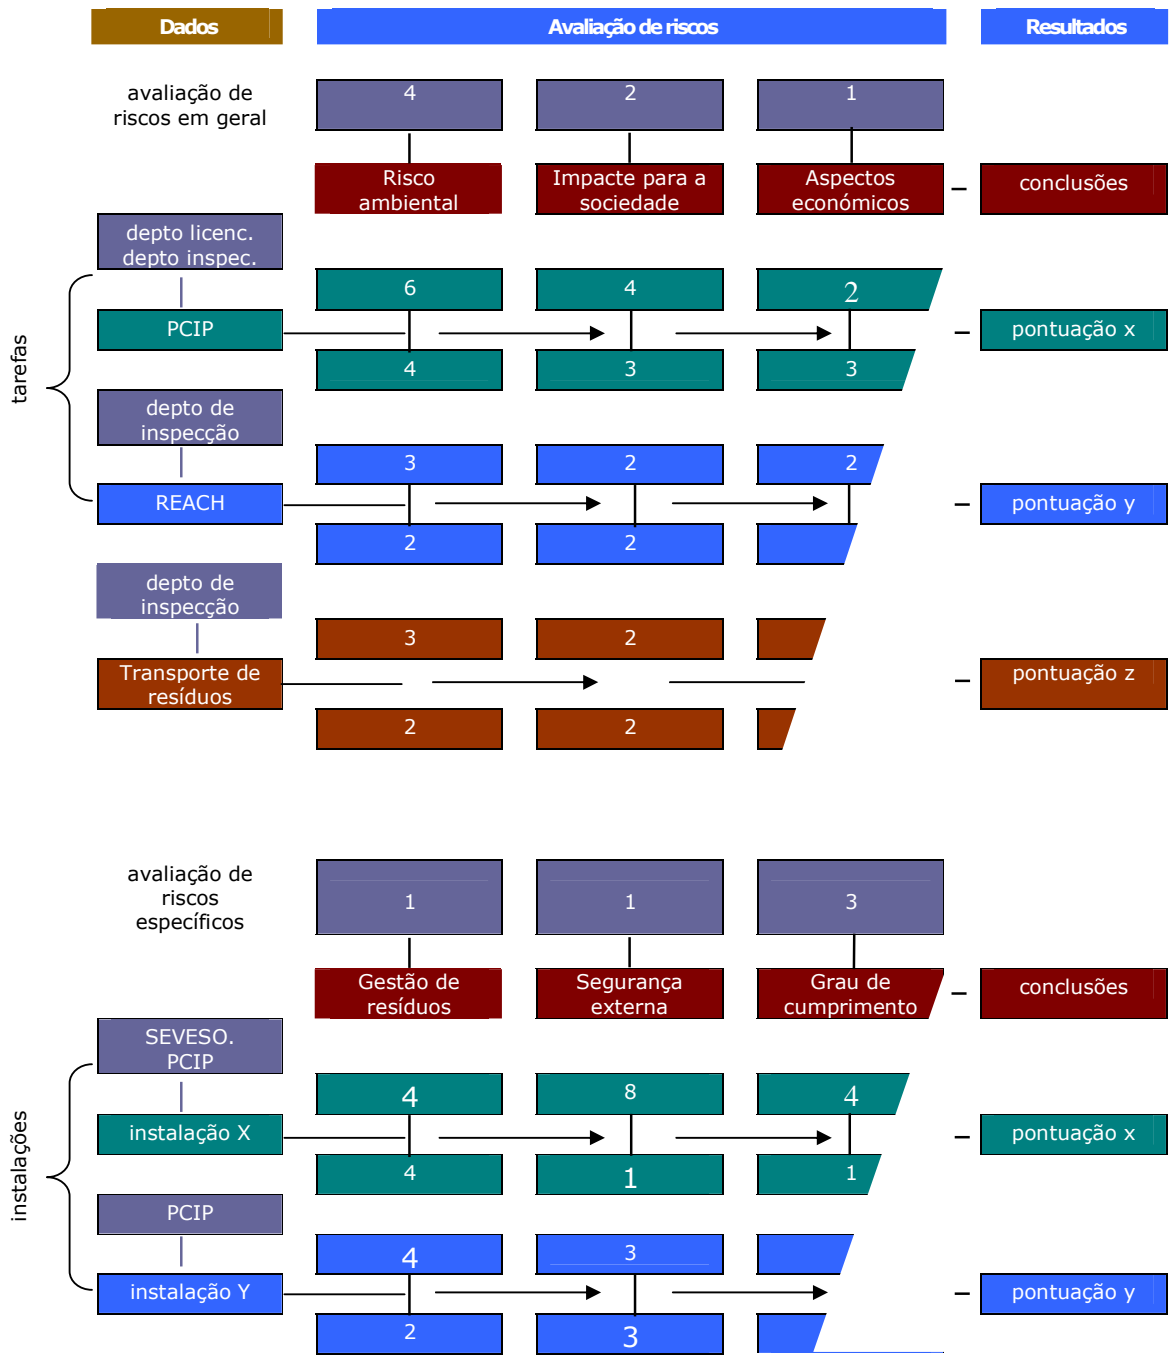 Dados
Avaliação de riscos
Resultados
avaliação de
riscos em geral
4
2
1
Risco
ambiental
Impacte para a
sociedade
Aspectos
económicos
conclusões
depto licenc.
depto inspec.
6
4
2
PCIP
pontuação x
4
3
3
tarefas
depto de
inspecção
3
2
2
REACH
pontuação y
2
2
depto de
inspecção
3
2
Transporte de
resíduos
pontuação z
2
2
avaliação de
riscos
específicos
1
1
3
Gestão de
resíduos
Segurança
externa
Grau de
cumprimento
conclusões
SEVESO.
PCIP
4
8
4
instalação X
pontuação x
4
1
1
instalações
PCIP
4
3
instalação Y
pontuação y
2
3